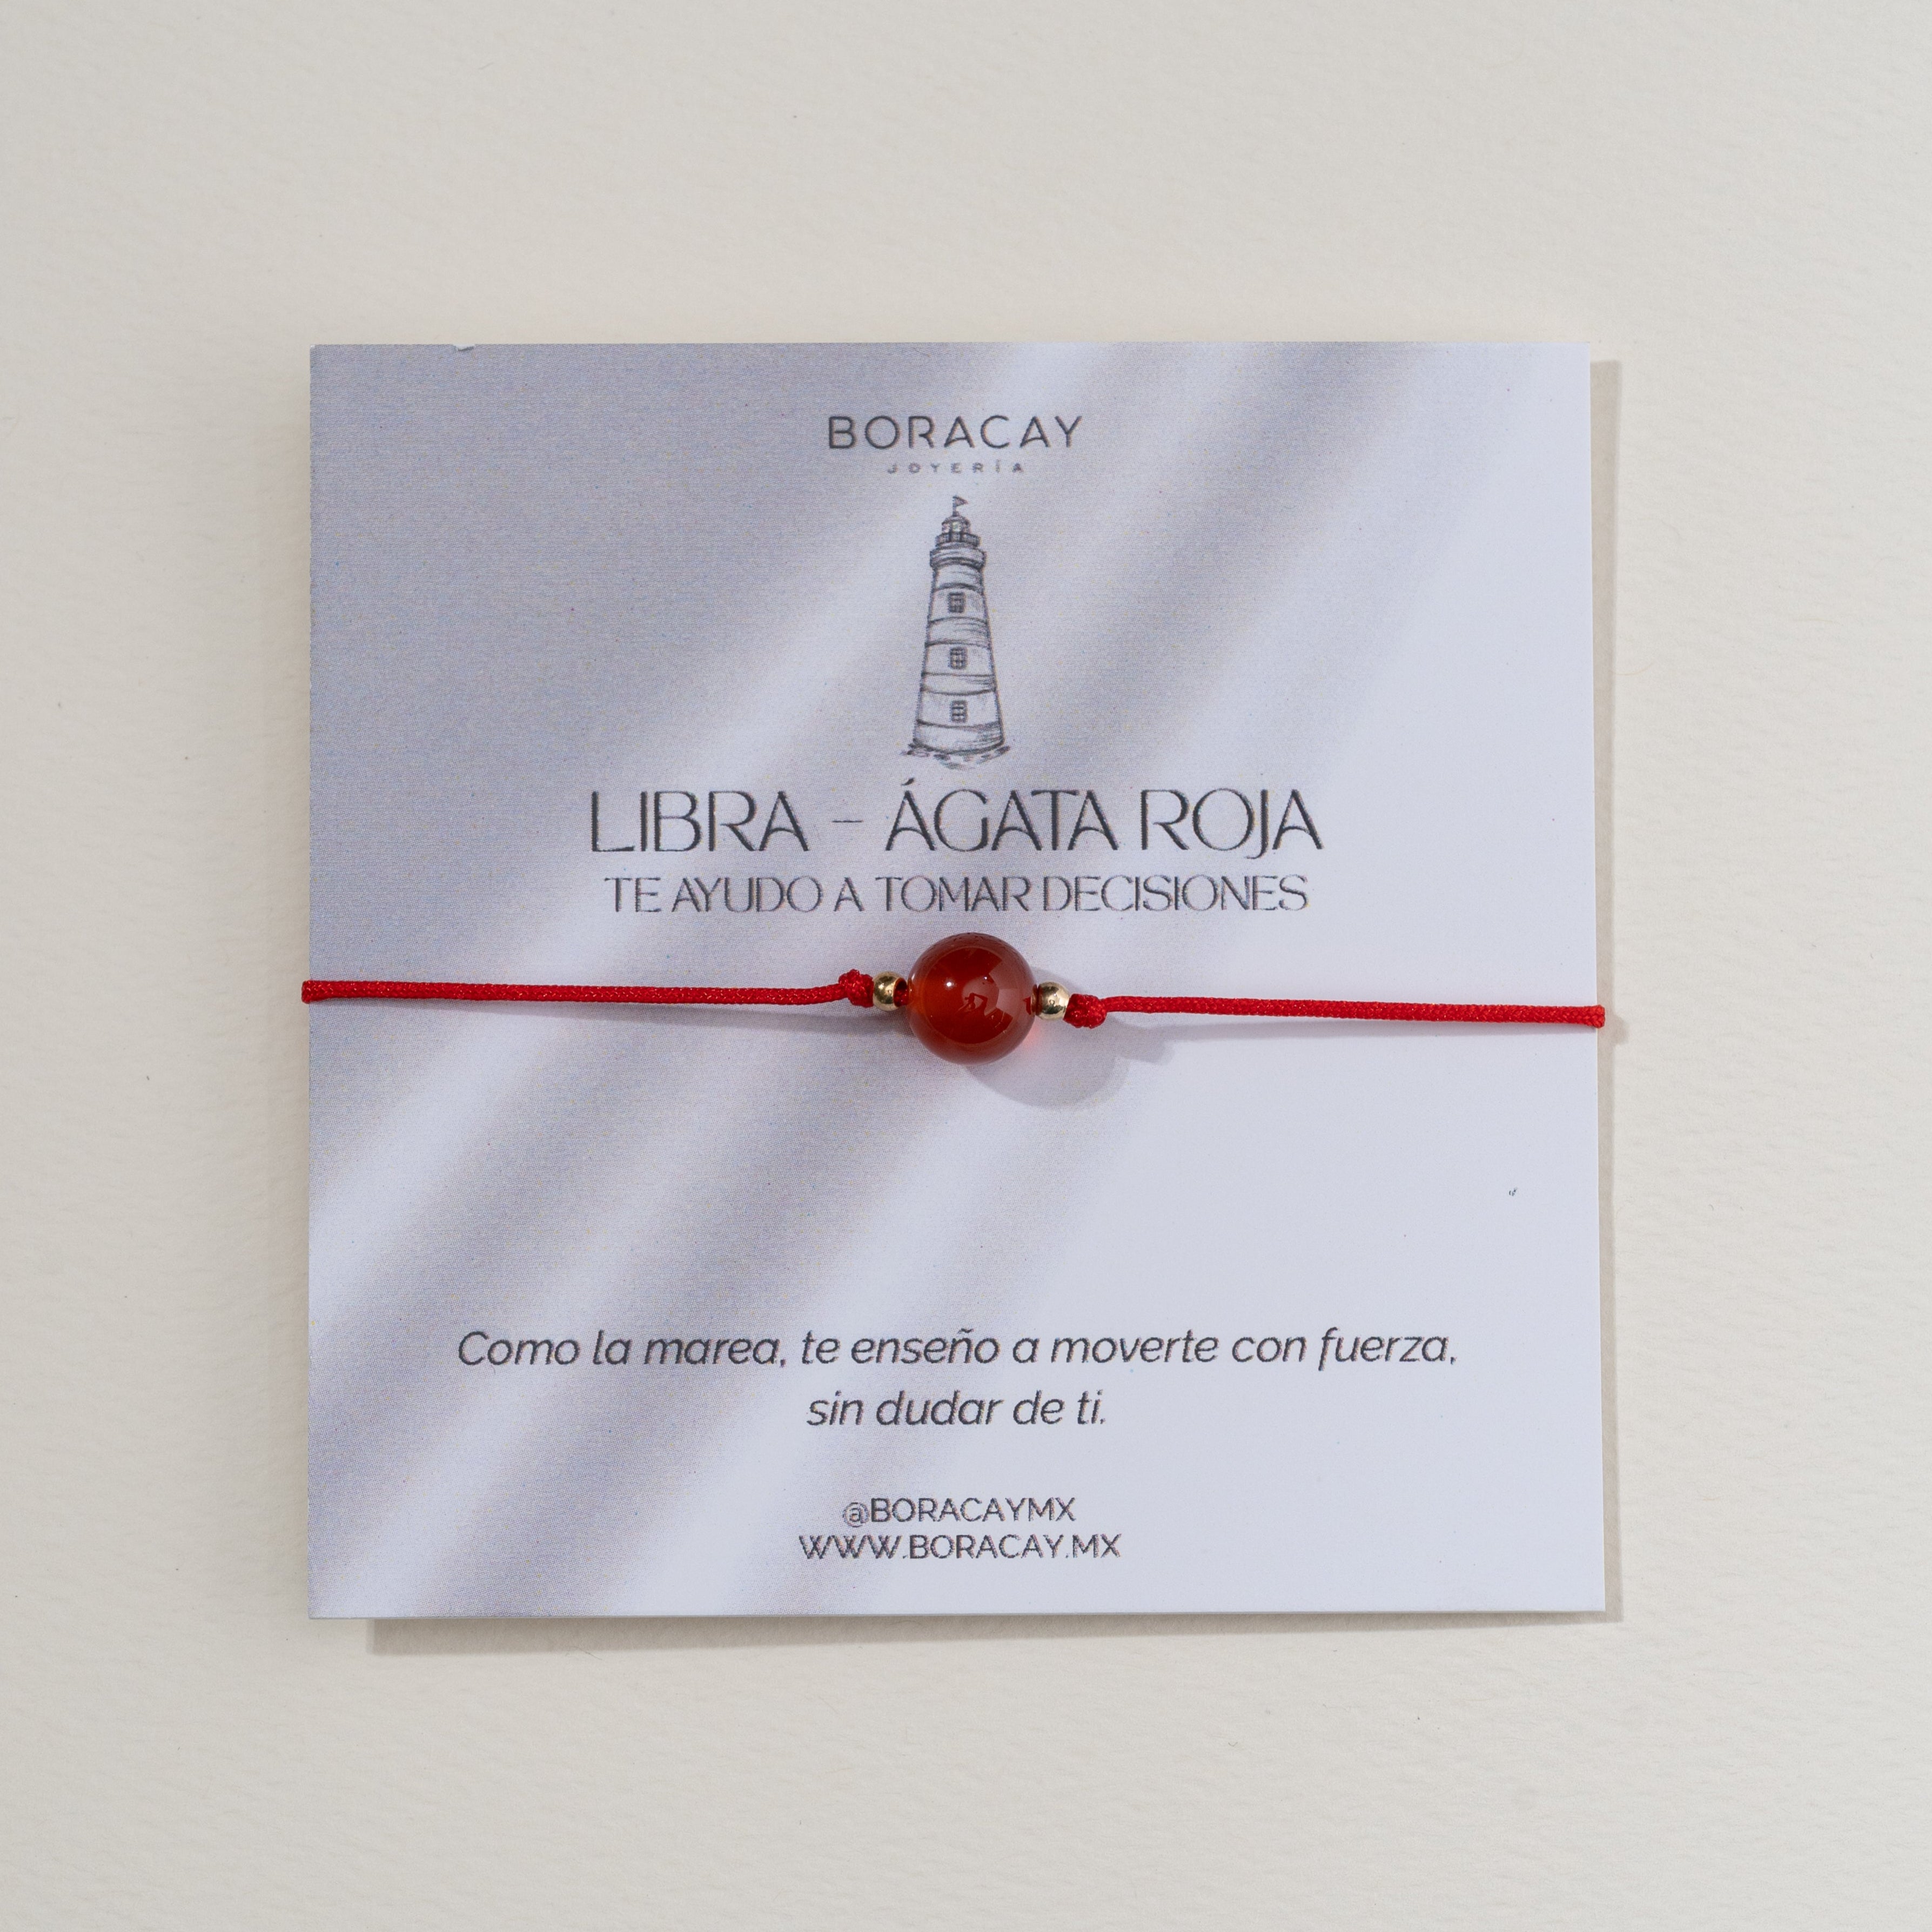 BORACAY
JOYERÍA
LIBRA - ÁGATA ROJA
TE AYUDO A TOMAR DECISIONES
Como la marea, te enseño a moverte con fuerza,
sin dudar de ti.
@BORACAYMX
WWW.BORACAY.MX